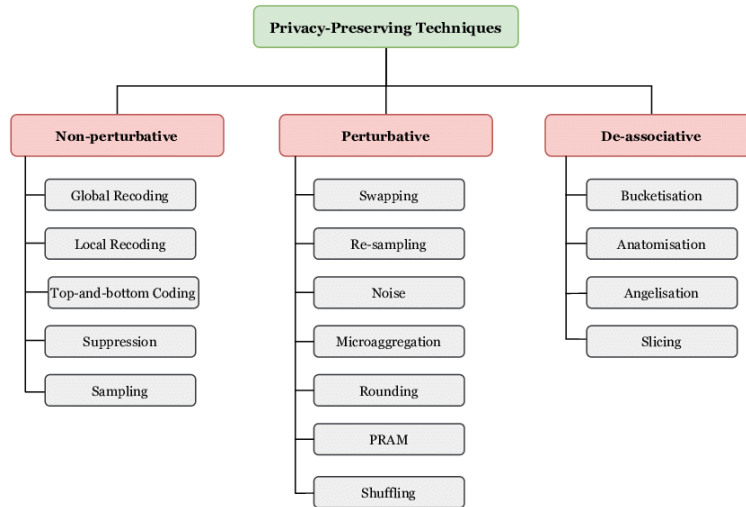 Privacy-Preserving Techniques
Non-perturbative
Global Recoding
Local Recoding
Top-and-bottom Coding
Suppression
Sampling
Perturbative
Swapping
Re-sampling
Noise
Microaggregation
Rounding
PRAM
Shuffling
De-associative
Bucketisation
Anatomisation
Angelisation
Slicing